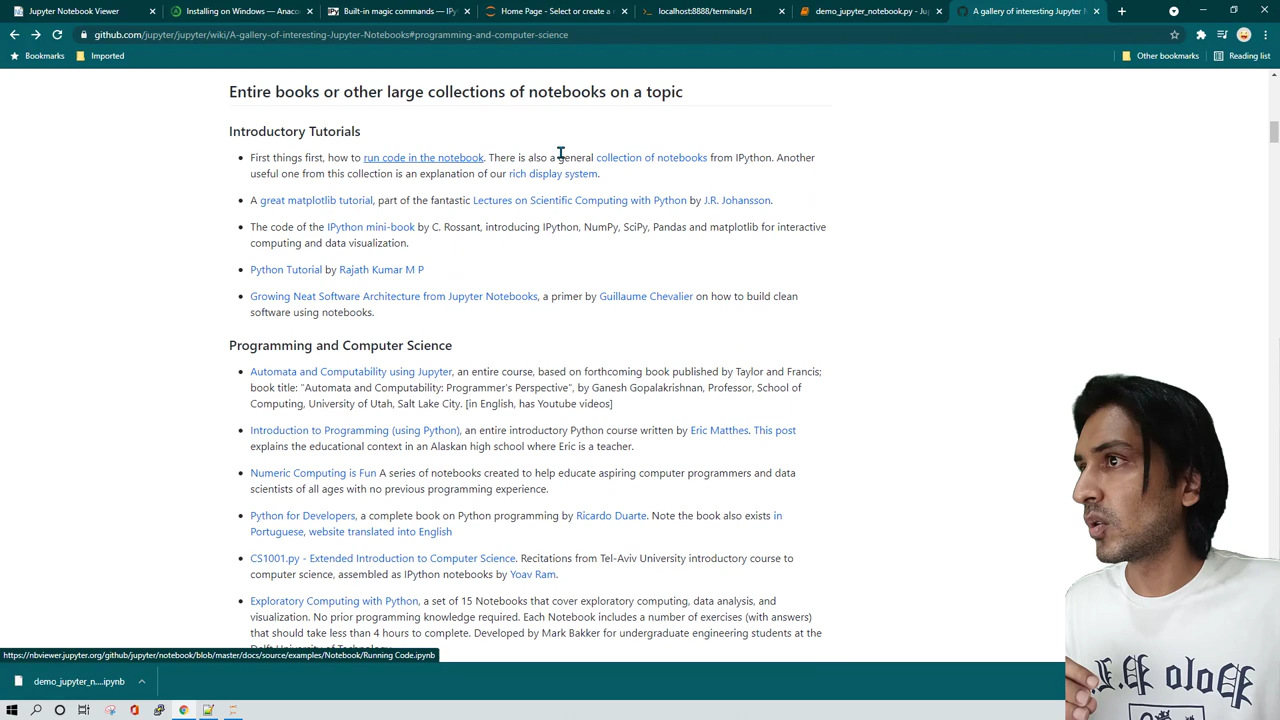 Jupyter Notebook Viewer
Installing on Windows — Anaco
Built-in magic commands — IPy
Home Page - Select or create a r
localhost:8888/terminals/1
demo_jupyter_notebook.py - Ju
A gallery of interesting Jupyter N
github.com/jupyter/jupyter/wiki/A-gallery-of-interesting-Jupyter-Notebooks#programming-and-computer-science
Bookmarks
Imported
Other bookmarks
Reading list
Entire books or other large collections of notebooks on a topic
Introductory Tutorials
First things first, how to run code in the notebook. There is also a general collection of notebooks from IPython. Another
useful one from this collection is an explanation of our rich display system.
A great matplotlib tutorial, part of the fantastic Lectures on Scientific Computing with Python by J.R. Johansson.
The code of the IPython mini-book by C. Rossant, introducing IPython, NumPy, SciPy, Pandas and matplotlib for interactive
computing and data visualization.
Python Tutorial by Rajath Kumar M P
Growing Neat Software Architecture from Jupyter Notebooks, a primer by Guillaume Chevalier on how to build clean
software using notebooks.
Programming and Computer Science
Automata and Computability using Jupyter, an entire course, based on forthcoming book published by Taylor and Francis;
book title: "Automata and Computability: Programmer's Perspective", by Ganesh Gopalakrishnan, Professor, School of
Computing, University of Utah, Salt Lake City. [in English, has Youtube videos]
Introduction to Programming (using Python), an entire introductory Python course written by Eric Matthes. This post
explains the educational context in an Alaskan high school where Eric is a teacher.
Numeric Computing is Fun A series of notebooks created to help educate aspiring computer programmers and data
scientists of all ages with no previous programming experience.
Python for Developers, a complete book on Python programming by Ricardo Duarte. Note the book also exists in
Portuguese, website translated into English
CS1001.py - Extended Introduction to Computer Science. Recitations from Tel-Aviv University introductory course to
computer science, assembled as IPython notebooks by Yoav Ram.
Exploratory Computing with Python, a set of 15 Notebooks that cover exploratory computing, data analysis, and
visualization. No prior programming knowledge required. Each Notebook includes a number of exercises (with answers)
that should take less than 4 hours to complete. Developed by Mark Bakker for undergraduate engineering students at the
Delft University of Technology.
https://nbviewer.jupyter.org/github/jupyter/notebook/blob/master/docs/source/examples/Notebook/Running Code.ipynb
demo_jupyter_n....ipynb